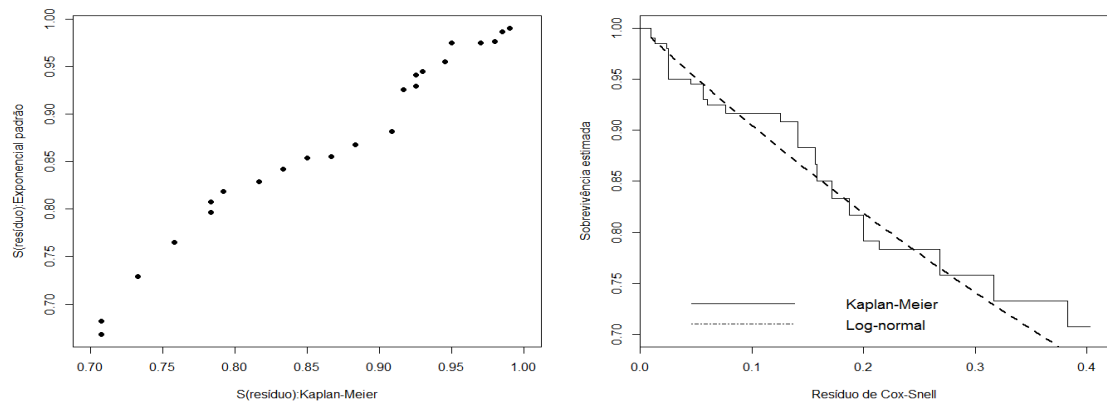 S(resíduo):Exponencial padrão
1.00
0.95
0.90
0.85
0.80
0.75
0.70
0.70 0.75 0.80 0.85 0.90 0.95 1.00
S(resíduo):Kaplan-Meier
Sobrevivência estimada
1.00
0.95
0.90
0.85
0.80
0.75
0.70
Kaplan-Meier
Log-normal
0.0 0.1 0.2 0.3 0.4
Resíduo de Cox-Snell